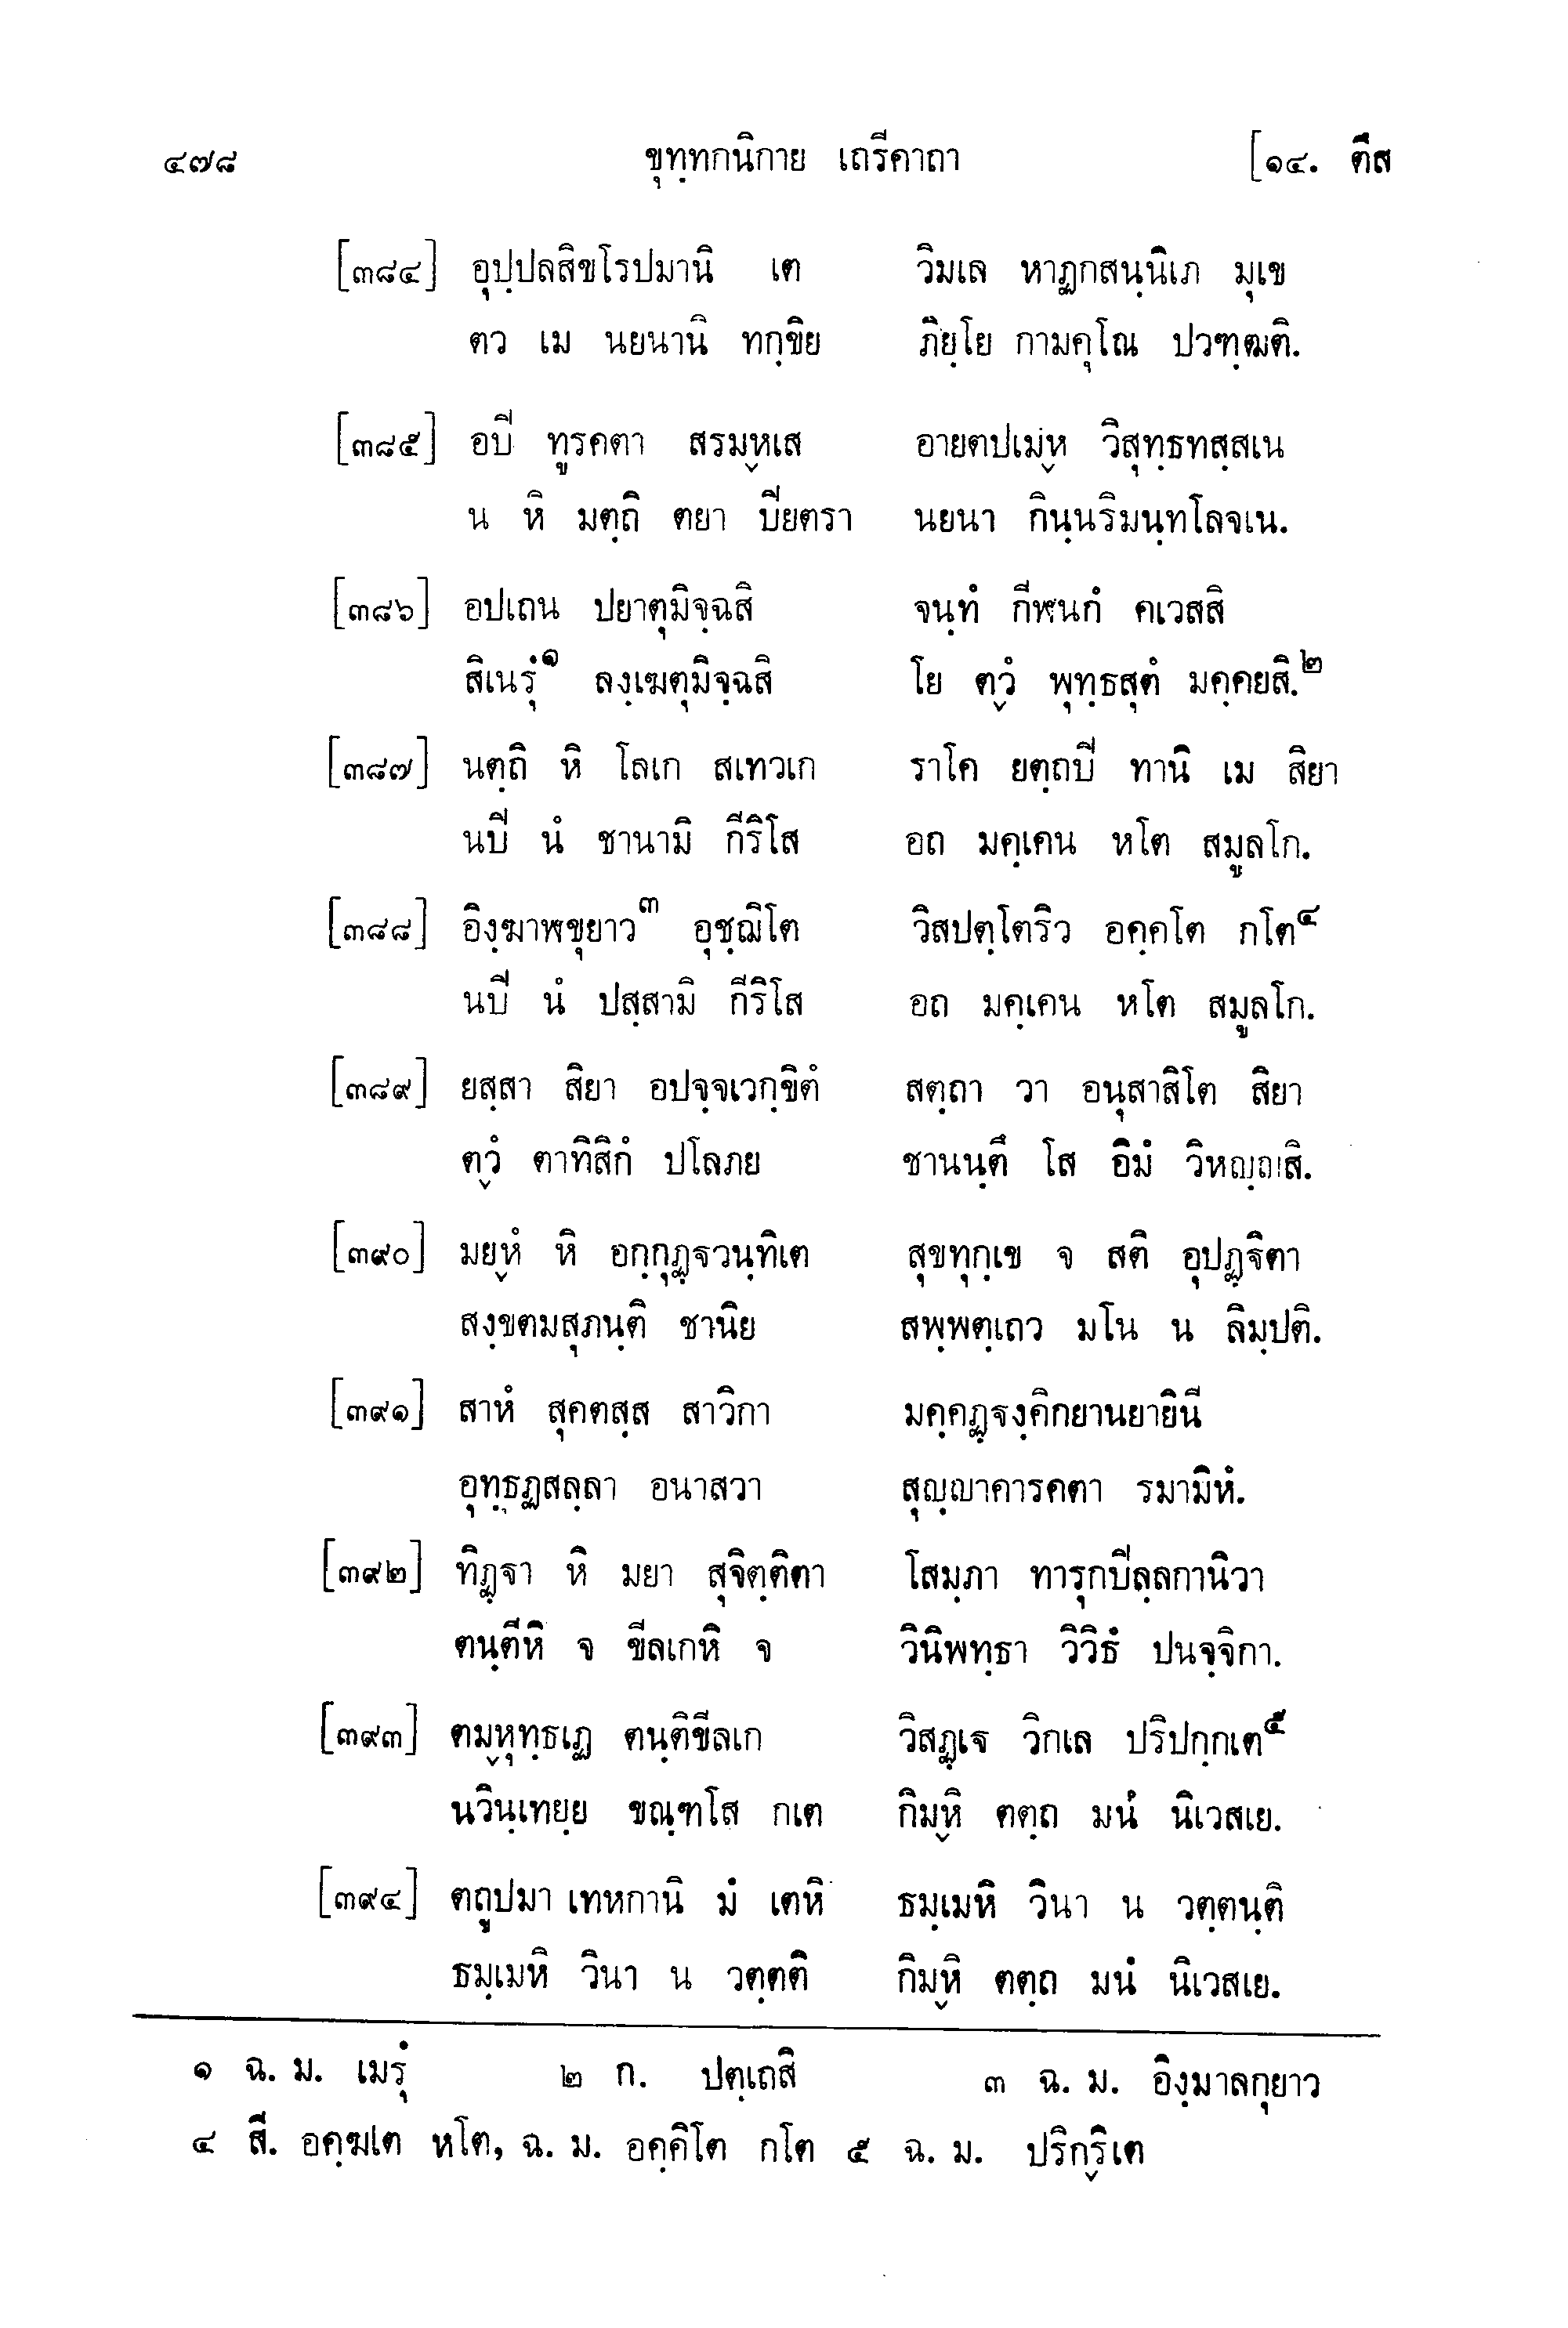 ๔๗๘ ขุทฺทกนิกาย เถรีคาถา [๑๔. ตึส
[๓๘๔] อุปฺปลสิขโรปมานิ เต วิมเล หาฏกสนฺนิเภ มุเข
ตว เม นยนานิ ทกฺขิย ภิยฺโย กามคุโณ ปวฑฺฒติ.
[๓๘๕] อปิ ทูรคตา สรมฺหเส อายตปเมฺห วิสุทฺธทสฺสเน
น หิ มตฺถิ ตยา ปิยตรา นยนา กินฺนริมนฺทโลจเน.
[๓๘๖] อปเถน ปยาตุมิจฺฉสิ จนฺทํ กีฬนกํ คเวสสิ
สิเนรุํ๑ ลงฺเฆตุมิจฺฉสิ โย ตฺวํ พุทฺธสุตํ มคฺคยสิ.๒
[๓๘๗] นตฺถิ หิ โลเก สเทวเก ราโค ยตฺถปิ ทานิ เม สิยา
นปิ นํ ชานามิ กีริโส อถ มคฺเคน หโต สมูลโก.
[๓๘๘] อิงฺฆาฬขุยาว๓ อุชฺฌิโต วิสปตฺโตริว อคฺคโต กโต๔
นปิ นํ ปสฺสามิ กีริโส อถ มคฺเคน หโต สมูลโก.
[๓๘๙] ยสฺสา สิยา อปจฺจเวกฺขิตํ สตฺถา วา อนุสาสิโต สิยา
ตฺวํ ตาทิสิกํ ปโลภย ชานนฺตึ โส อิมํ วิหญฺญสิ.
[๓๙๐] มยฺหํ หิ อกฺกุฏฺฐวนฺทิเต สุขทุกฺเข จ สติ อุปฏฺฐิตา
สงฺขตมสุภนฺติ ชานิย สพฺพตฺเถว มโน น ลิมฺปติ.
[๓๙๑] สาหํ สุคตสฺส สาวิกา มคฺคฏฺฐงฺคิกยานยายินี
อุทฺธฏสลฺลา อนาสวา สุญฺญาคารคตา รมามิหํ.
[๓๙๒] ทิฏฺฐา หิ มยา สุจิตฺติตา โสมฺภา ทารุกปิลฺลกานิวา
ตนฺตีหิ จ ขีลเกหิ จ วินิพทฺธา วิวิธํ ปนจฺจิกา.
[๓๙๓] ตมฺหุทฺธเฏ ตนฺติขีลเก วิสฏฺเฐ วิกเล ปริปกฺกเต๕
นวินฺเทยฺย ขณฺฑโส กเต กิมฺหิ ตตฺถ มนํ นิเวสเย.
[๓๙๔] ตถูปมา เทหกานิ มํ เตหิ ธมฺเมหิ วินา น วตฺตนฺติ
ธมฺเมหิ วินา น วตฺตติ กิมฺหิ ตตฺถ มนํ นิเวสเย.
๑ ฉ. ม. เมรุํ ๒ ก. ปตฺเถสิ ๓ ฉ. ม. อิงฺฆาลกุยาว
๔ สี. อคฺฆโต หโต, ฉ. ม. อคฺคิโต กโต ๕ ฉ. ม. ปริกฺริเต